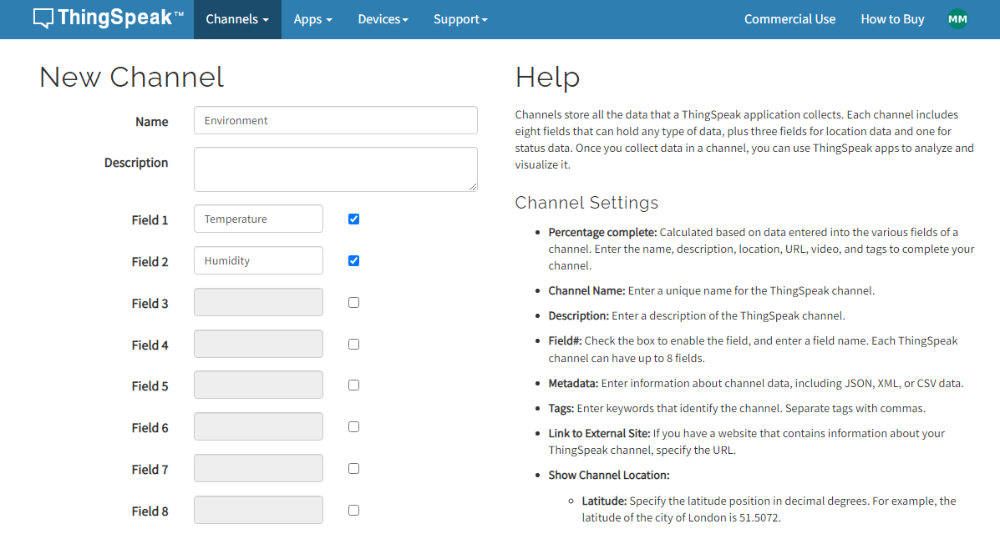 ThingSpeak™ Channels Apps Devices Support Commercial Use How to Buy MM
New Channel
Name Environment
Description
Field 1 Temperature
Field 2 Humidity
Field 3
Field 4
Field 5
Field 6
Field 7
Field 8
Help
Channels store all the data that a ThingSpeak application collects. Each channel includes
eight fields that can hold any type of data, plus three fields for location data and one for
status data. Once you collect data in a channel, you can use ThingSpeak apps to analyze and
visualize it.
Channel Settings
• Percentage complete: Calculated based on data entered into the various fields of a
channel. Enter the name, description, location, URL, video, and tags to complete your
channel.
• Channel Name: Enter a unique name for the ThingSpeak channel.
• Description: Enter a description of the ThingSpeak channel.
• Field#: Check the box to enable the field, and enter a field name. Each ThingSpeak
channel can have up to 8 fields.
• Metadata: Enter information about channel data, including JSON, XML, or CSV data.
• Tags: Enter keywords that identify the channel. Separate tags with commas.
• Link to External Site: If you have a website that contains information about your
ThingSpeak channel, specify the URL.
• Show Channel Location:
◦ Latitude: Specify the latitude position in decimal degrees. For example, the
latitude of the city of London is 51.5072.